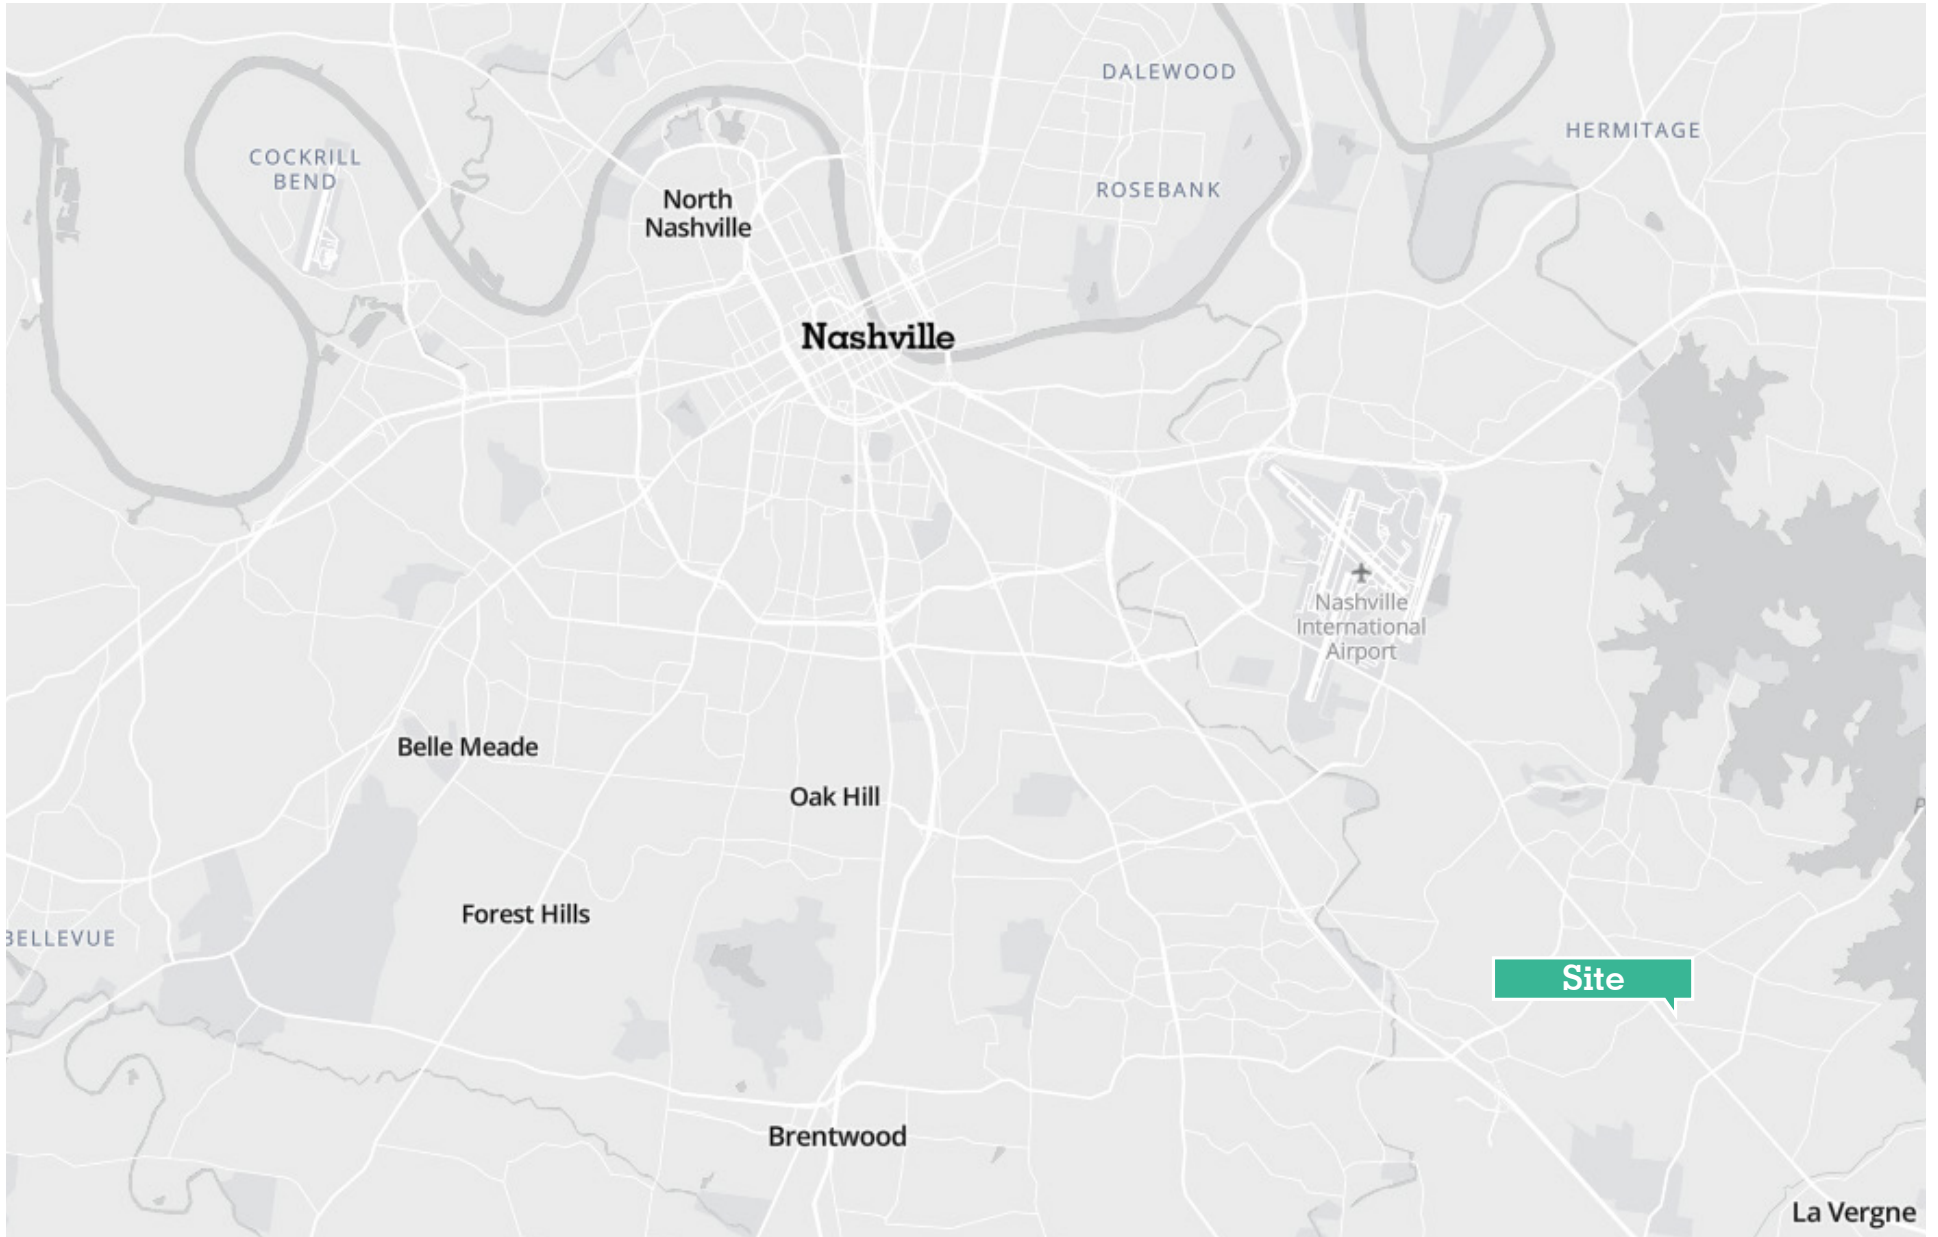 DALEWOOD
HERMITAGE
COCKRILL
BEND
ROSEBANK
North
Nashville
Nashville
Nashville
International
Airport
Belle Meade
Oak Hill
Forest Hills
BELLEVUE
Site
Brentwood
La Vergne